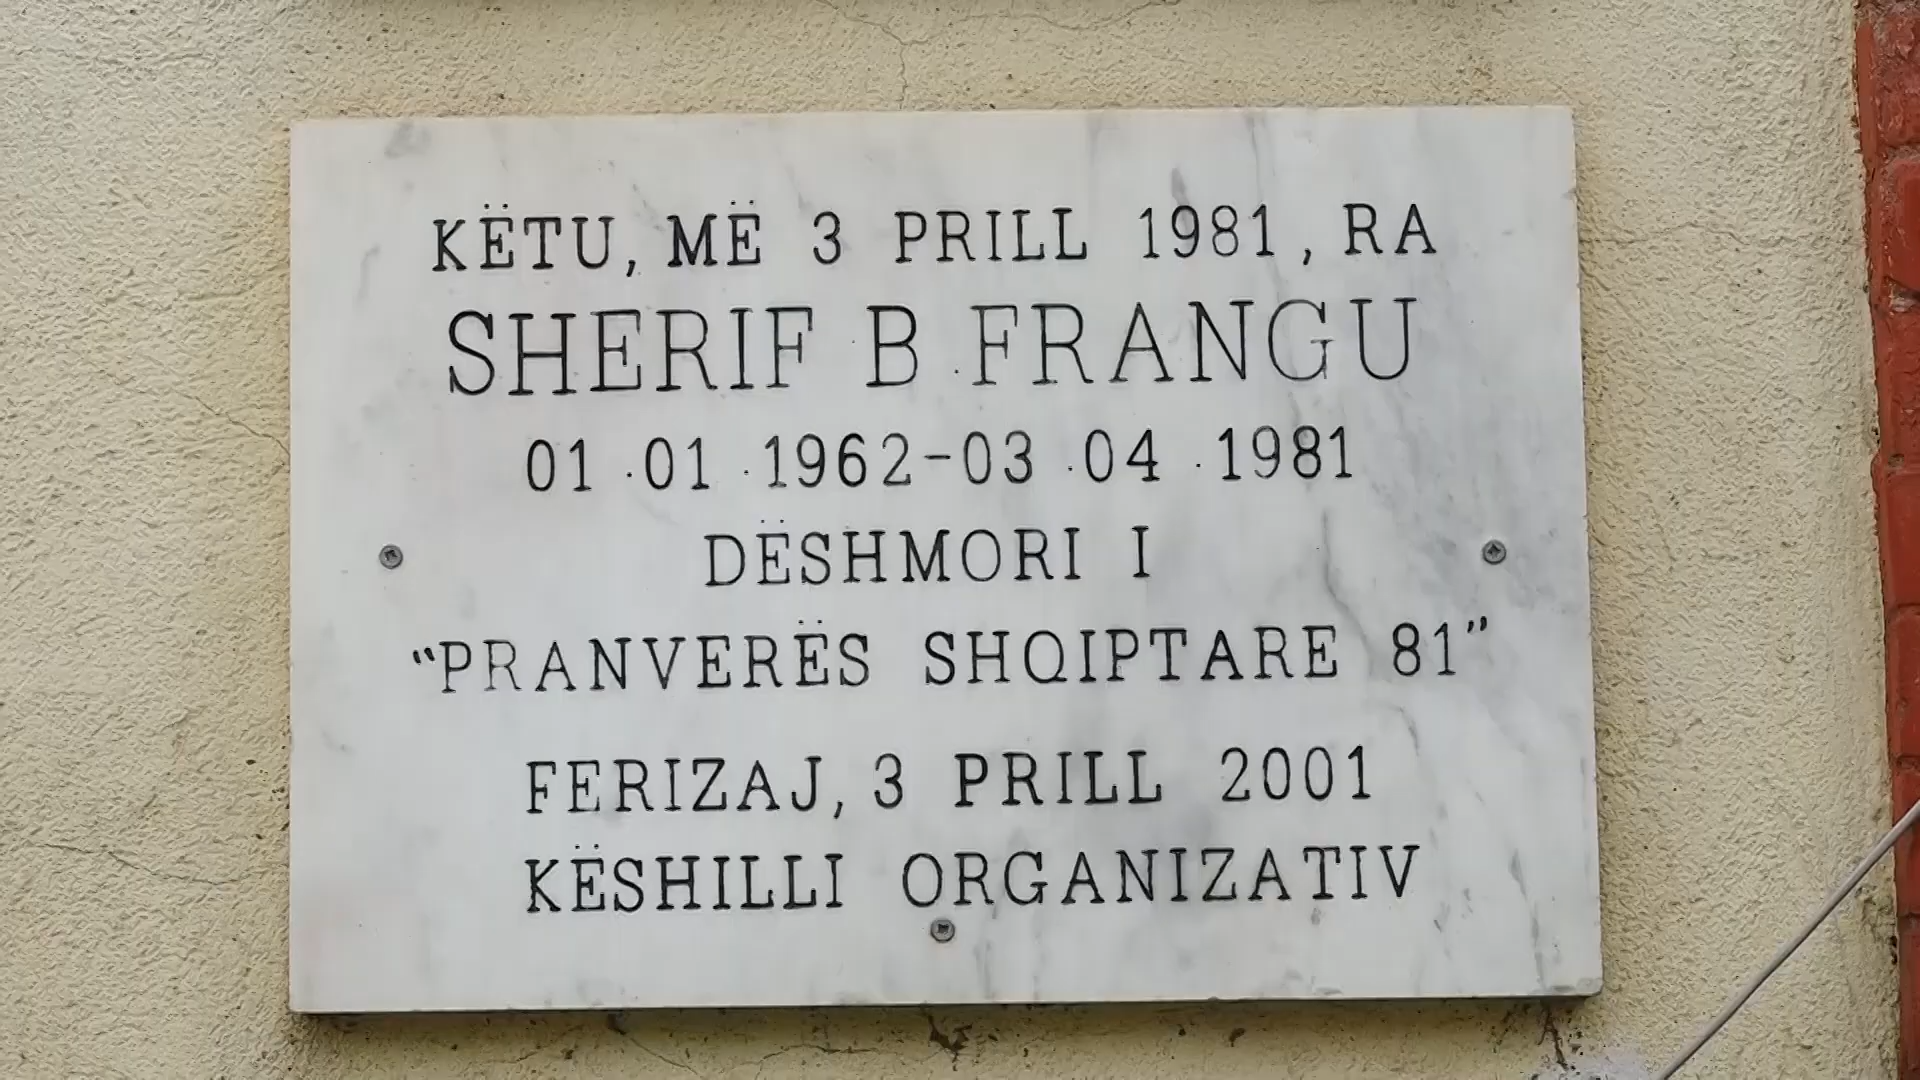 KËTU, MË 3 PRILL 1981, RA
SHERIF B. FRANGU
01.01.1962-03.04.1981
DËSHMORI I
“PRANVERËS SHQIPTARE 81”
FERIZAJ, 3 PRILL 2001
KËSHILLI ORGANIZATIV